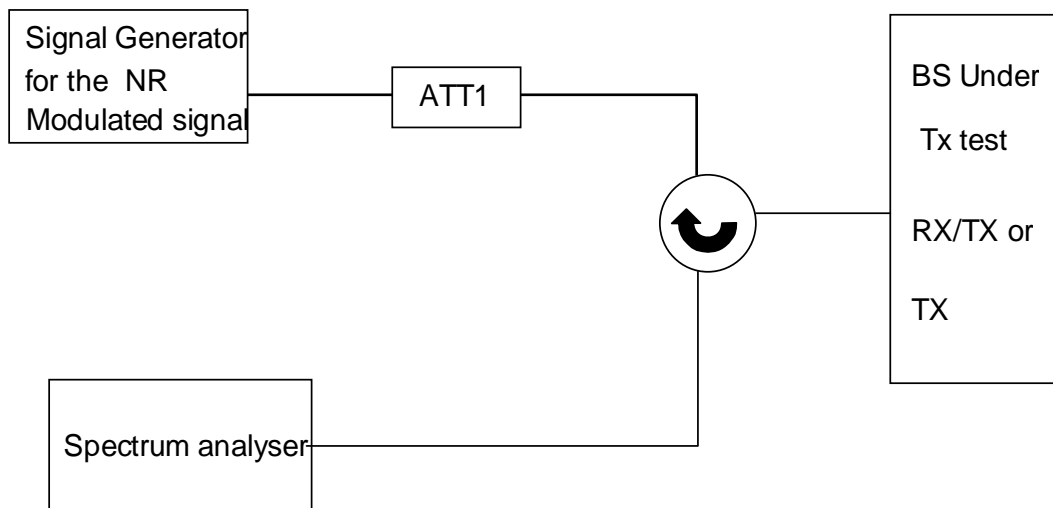 Signal Generator
for the NR
Modulated signal
ATT1
BS Under
Tx test
RX/TX or
TX
Spectrum analyser